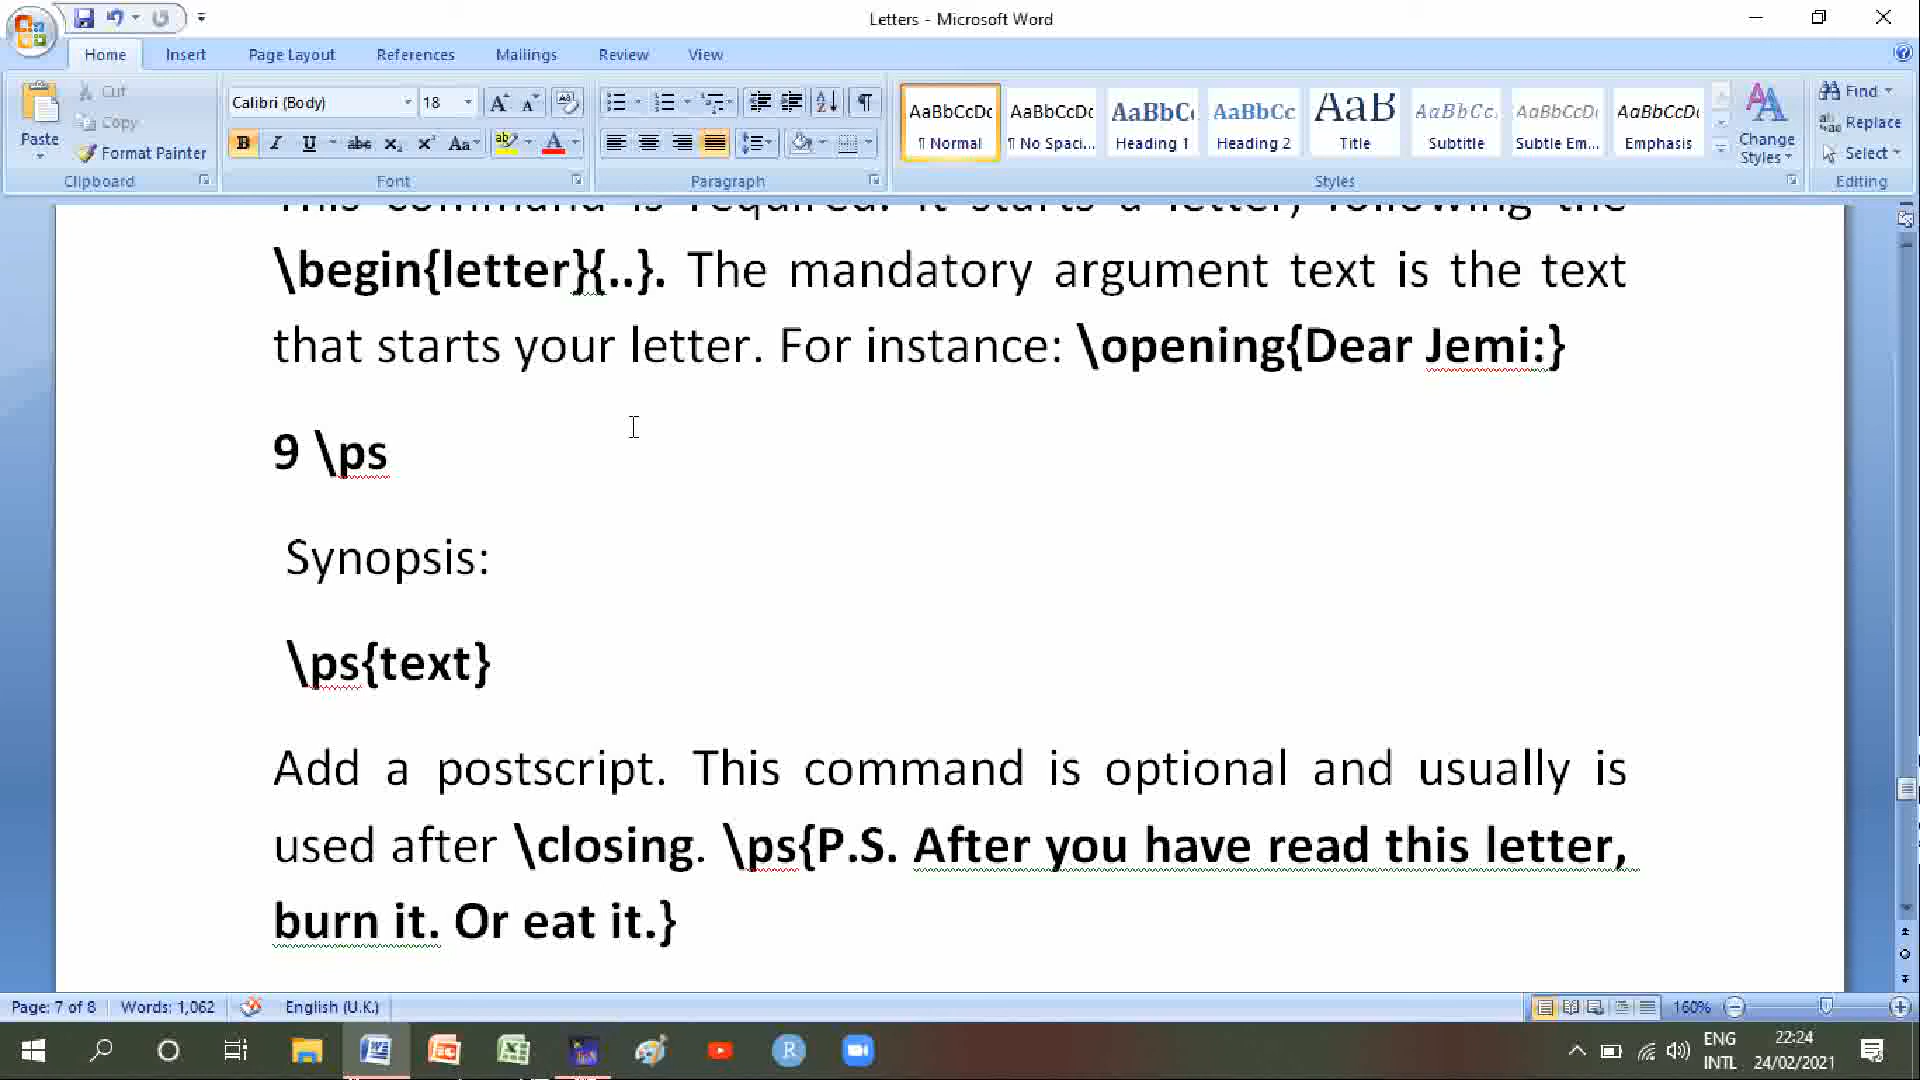 Letters - Microsoft Word
Home Insert Page Layout References Mailings Review View
Paste
Cut
Copy
Format Painter
Clipboard
Calibri (Body) 18
Font
Paragraph
AaBbCcDc AaBbCcDc AaBbC AaBbCc AaB AaBbCc. AaBbCcDi AaBbCcDi
¶ Normal ¶ No Spaci... Heading 1 Heading 2 Title Subtitle Subtle Em... Emphasis
Change Styles
Styles
Find
Replace
Select
Editing
This command is required. It starts a letter, following the
\begin{letter}{..}. The mandatory argument text is the text
that starts your letter. For instance: \opening{Dear Jemi:}
9 \ps
Synopsis:
\ps{text}
Add a postscript. This command is optional and usually is
used after \closing. \ps{P.S. After you have read this letter,
burn it. Or eat it.}
Page: 7 of 8 Words: 1,062 English (U.K.) 160%
ENG
INTL
22:24
24/02/2021